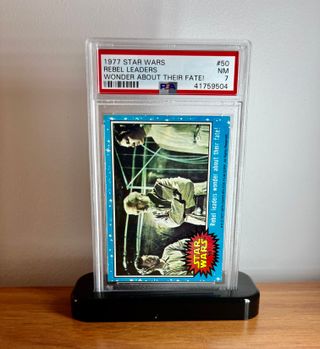 1977 STAR WARS #50
REBEL LEADERS NM
WONDER ABOUT THEIR FATE! 7
PSA 41759504
Rebel leaders wonder about their fate!
STAR
WARS